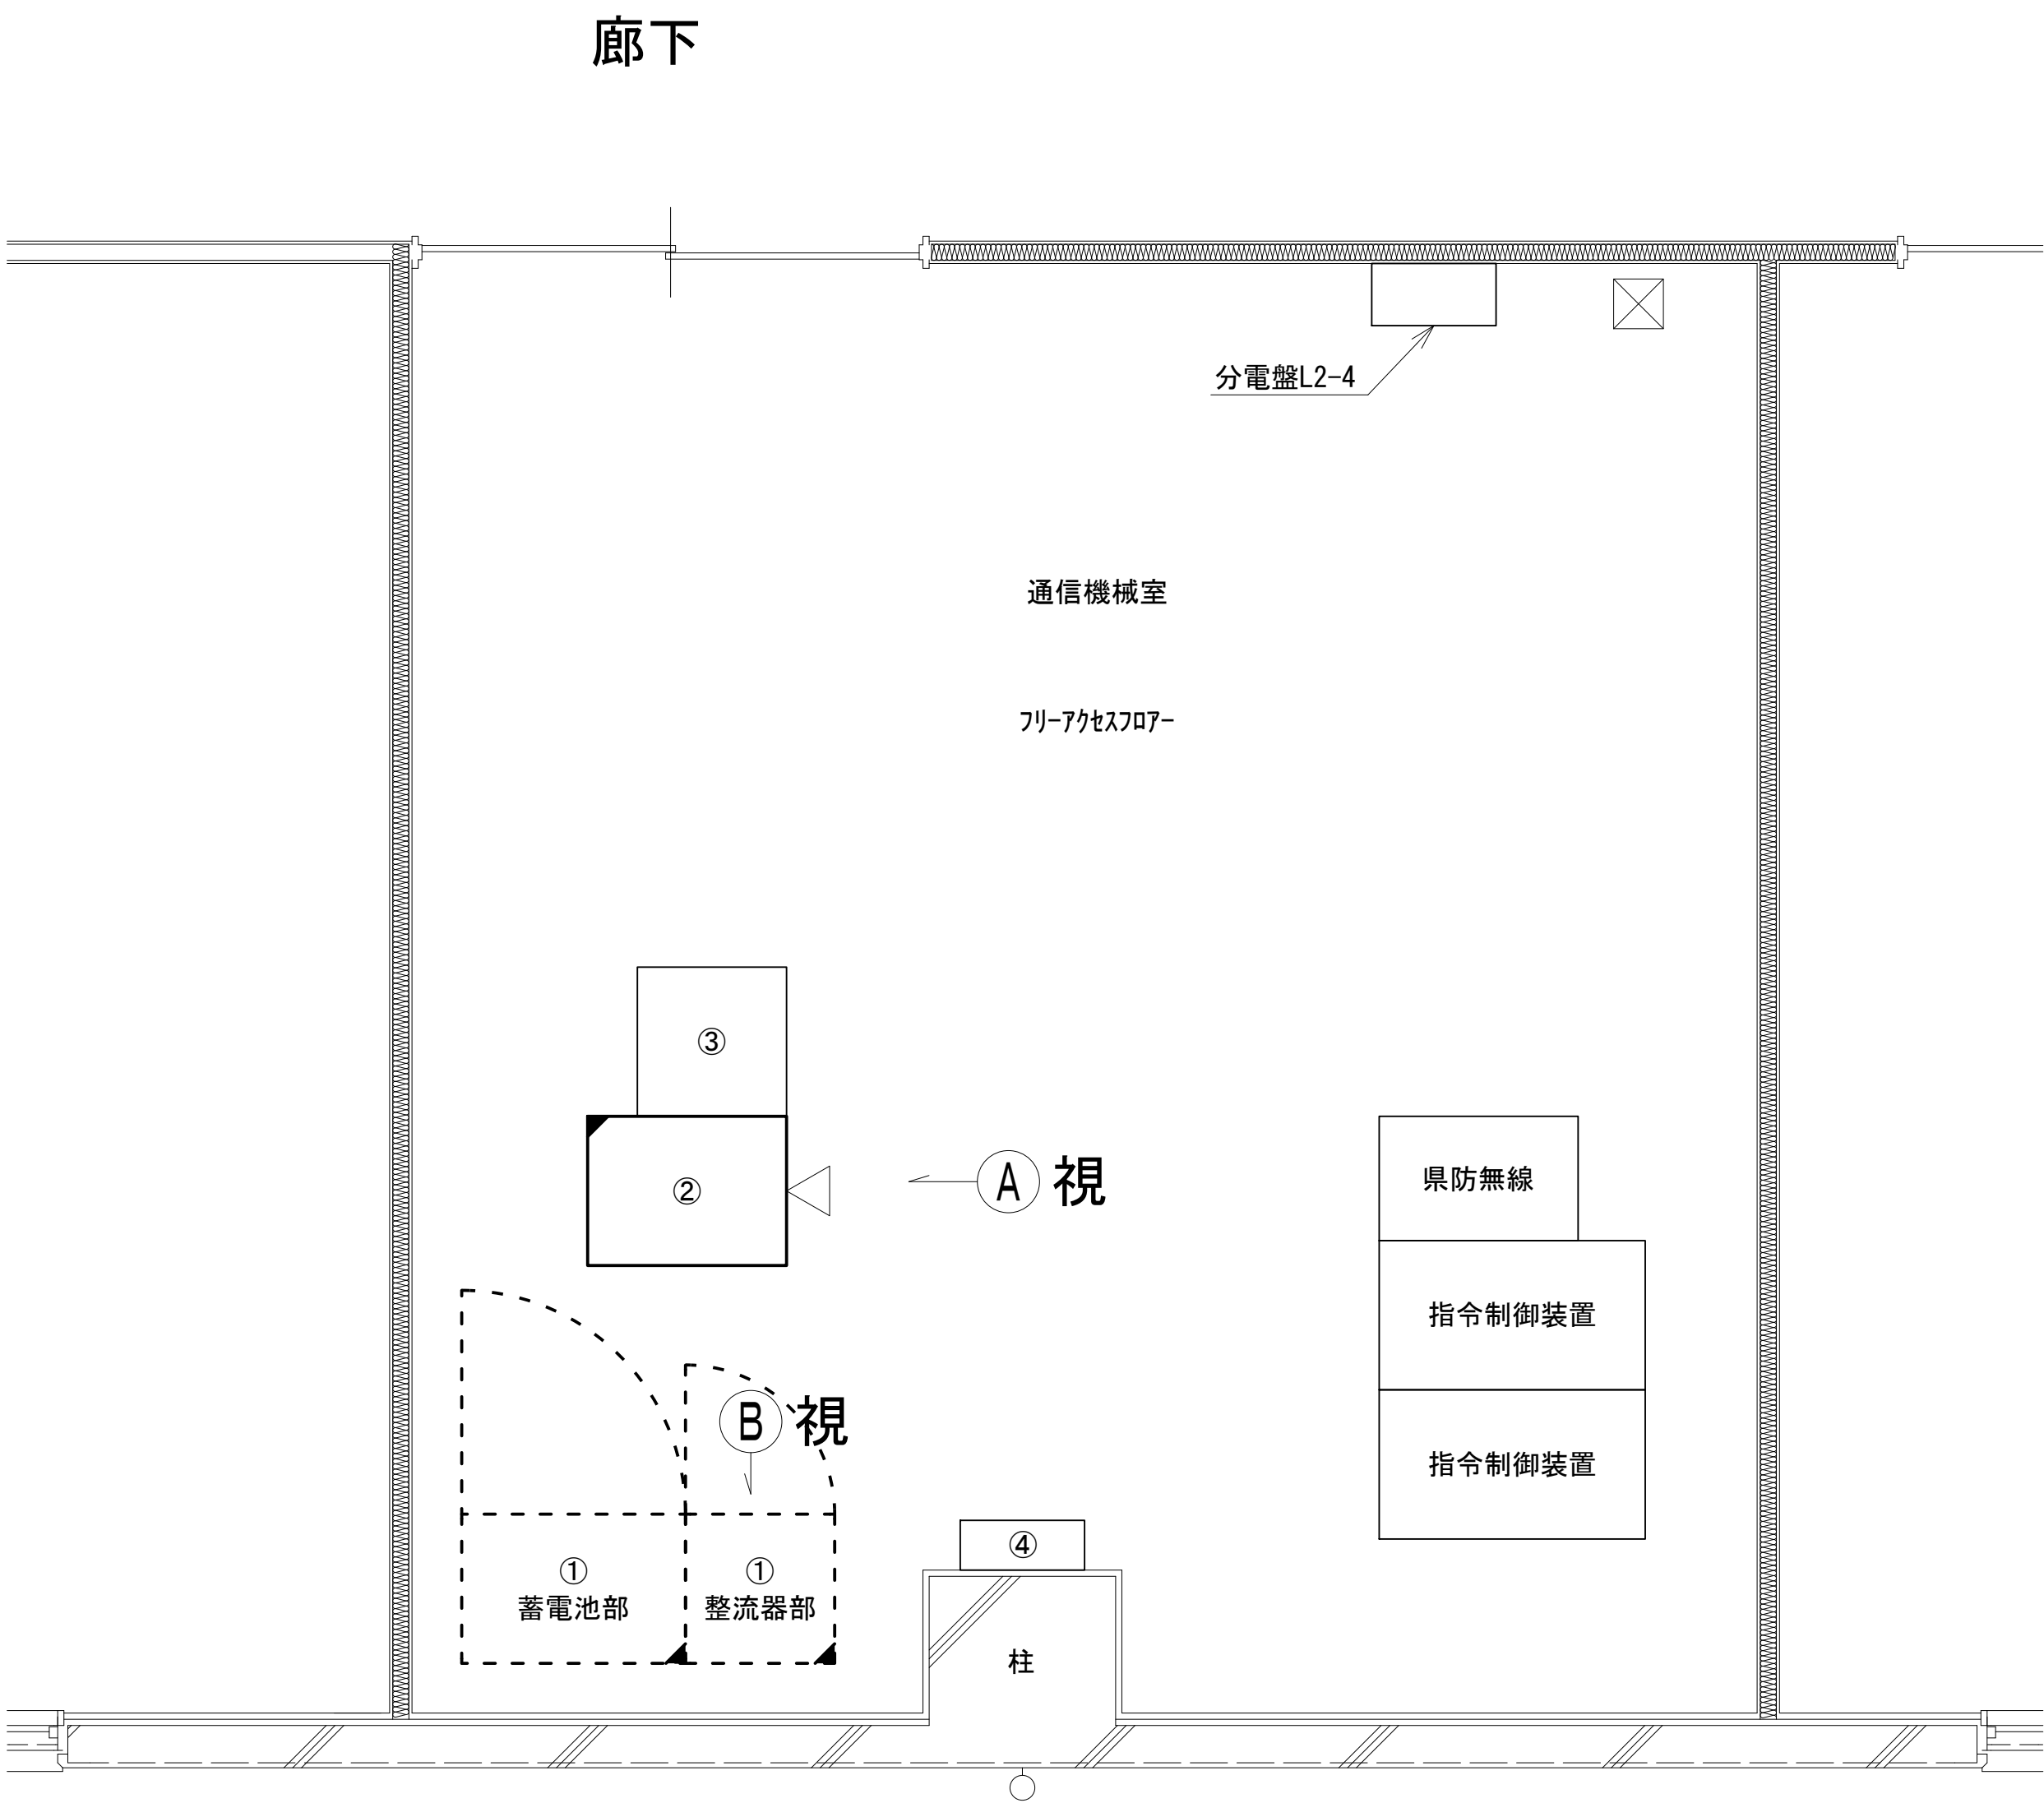 廊下
分電盤L2-4
通信機械室
ﾌﾘｰｱｸｾｽﾌﾛｱｰ
③
②
Ⓐ視
県防無線
指令制御装置
Ⓑ視
指令制御装置
④
①
蓄電池部
①
整流器部
柱